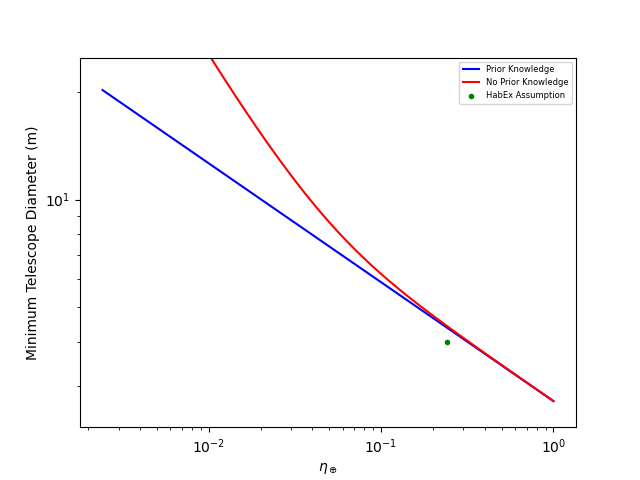 Prior Knowledge
No Prior Knowledge
HabEx Assumption
Minimum Telescope Diameter (m)
10¹
10⁻²
10⁻¹
10⁰
η⊕